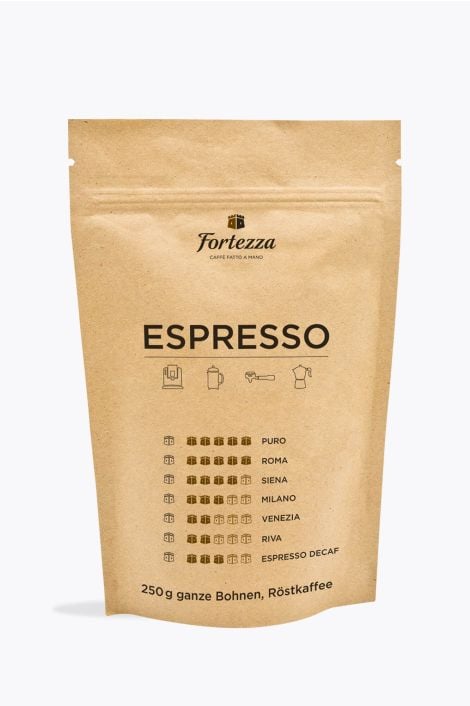 Fortezza
CAFFÈ FATTO A MANO
ESPRESSO
PURO
ROMA
SIENA
MILANO
VENEZIA
RIVA
ESPRESSO DECAF
250 g ganze Bohnen, Röstkaffee